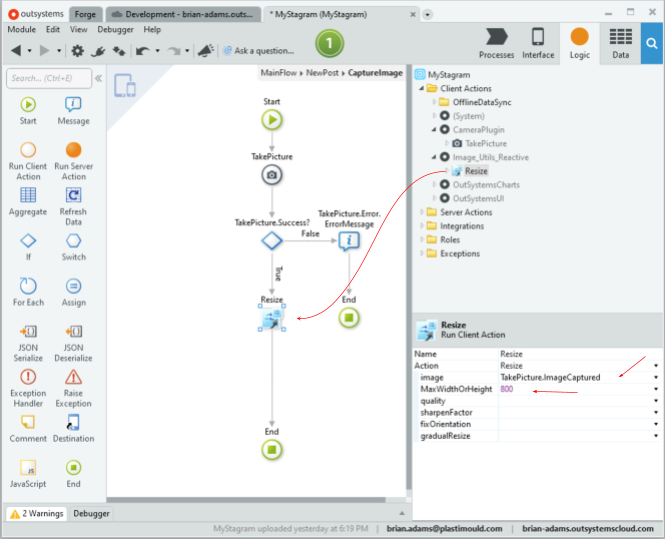 outsystems
Forge
Development - brian-adams.outs...
* MyStagram (MyStagram)
Module Edit View Debugger Help
Ask a question...
1
Processes
Interface
Logic
Data
Search... (Ctrl+E)
Start
Message
Run Client
Action
Run Server
Action
Aggregate
Refresh
Data
If
Switch
For Each
Assign
JSON
Serialize
JSON
Deserialize
Exception
Handler
Raise
Exception
Comment
Destination
JS
JavaScript
End
MainFlow ▸ NewPost ▸ CaptureImage
Start
TakePicture
TakePicture.Success?
False
TakePicture.Error.
ErrorMessage
True
Resize
End
End
MyStagram
Client Actions
OfflineDataSync
(System)
CameraPlugin
TakePicture
Image_Utils_Reactive
Resize
OutSystemsCharts
OutSystemsUI
Server Actions
Integrations
Roles
Exceptions
Resize
Run Client Action
Name Resize
Action Resize
image TakePicture.ImageCaptured
MaxWidthOrHeight 800
quality
sharpenFactor
fixOrientation
gradualResize
2 Warnings
Debugger
MyStagram uploaded yesterday at 6:19 PM | brian.adams@plastimould.com | brian-adams.outsystemscloud.com